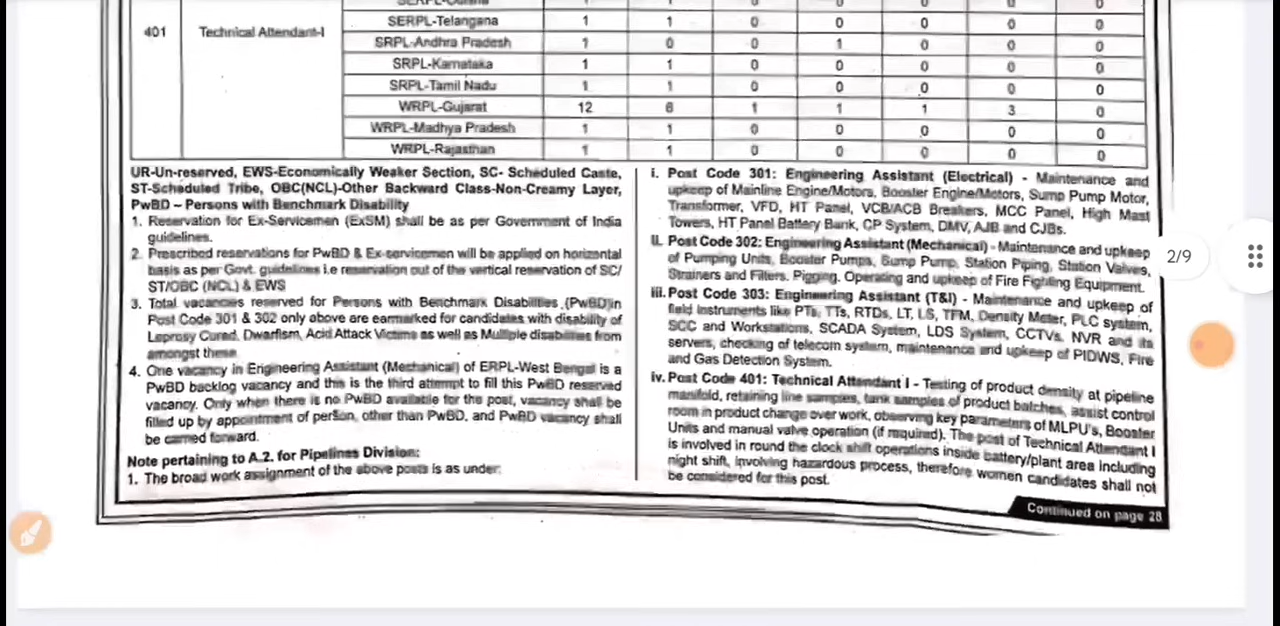 401 Technical Attendant-I
SERPL-Telangana 1 1 0 0 0 0 0
SRPL-Andhra Pradesh 1 0 0 1 0 0 0
SRPL-Karnataka 1 1 0 0 0 0 0
SRPL-Tamil Nadu 1 1 0 0 0 0 0
WRPL-Gujarat 12 6 1 1 1 3 0
WRPL-Madhya Pradesh 1 1 0 0 0 0 0
WRPL-Rajasthan 1 1 0 0 0 0 0
UR-Un-reserved, EWS-Economically Weaker Section, SC- Scheduled Caste,
ST-Scheduled Tribe, OBC(NCL)-Other Backward Class-Non-Creamy Layer,
PwBD – Persons with Benchmark Disability
1. Reservation for Ex-Servicemen (ExSM) shall be as per Government of India
guidelines.
2. Prescribed reservations for PwBD & Ex-servicemen will be applied on horizontal
basis as per Govt. guidelines i.e reservation out of the vertical reservation of SC/
ST/OBC (NCL) & EWS
3. Total vacancies reserved for Persons with Benchmark Disabilities (PwBD)in
Post Code 301 & 302 only above are earmarked for candidates with disability of
Leprosy Cured, Dwarfism, Acid Attack Victims as well as Multiple disabilities from
amongst these
4. One vacancy in Engineering Assistant (Mechanical) of ERPL-West Bengal is a
PwBD backlog vacancy and this is the third attempt to fill this PwBD reserved
vacancy. Only when there is no PwBD available for the post, vacancy shall be
filled up by appointment of person, other than PwBD, and PwBD vacancy shall
be carried forward.
Note pertaining to A.2. for Pipelines Division:
1. The broad work assignment of the above posts is as under:
i. Post Code 301: Engineering Assistant (Electrical) - Maintenance and
upkeep of Mainline Engine/Motors, Booster Engine/Motors, Sump Pump Motor,
Transformer, VFD, HT Panel, VCB/ACB Breakers, MCC Panel, High Mast
Towers, HT Panel Battery Bank, CP System, DMV, AJB and CJBs.
ii. Post Code 302: Engineering Assistant (Mechanical) - Maintenance and upkeep
of Pumping Units, Booster Pumps, Sump Pump, Station Piping, Station Valves,
Strainers and Filters. Pigging, Operating and upkeep of Fire Fighting Equipment.
iii. Post Code 303: Engineering Assistant (T&I) - Maintenance and upkeep of
field instruments like PTs, TTs, RTDs, LT, LS, TFM, Density Meter, PLC system,
SCC and Workstations, SCADA System, LDS System, CCTVs, NVR and its
servers, checking of telecom system, maintenance and upkeep of PIDWS, Fire
and Gas Detection System.
iv. Post Code 401: Technical Attendant I - Testing of product density at pipeline
manifold, retaining line samples, tank samples of product batches, assist control
room in product change over work, observing key parameters of MLPU's, Booster
Units and manual valve operation (if required). The post of Technical Attendant I
is involved in round the clock shift operations inside battery/plant area including
night shift, involving hazardous process, therefore women candidates shall not
be considered for this post.
Continued on page 28
2/9